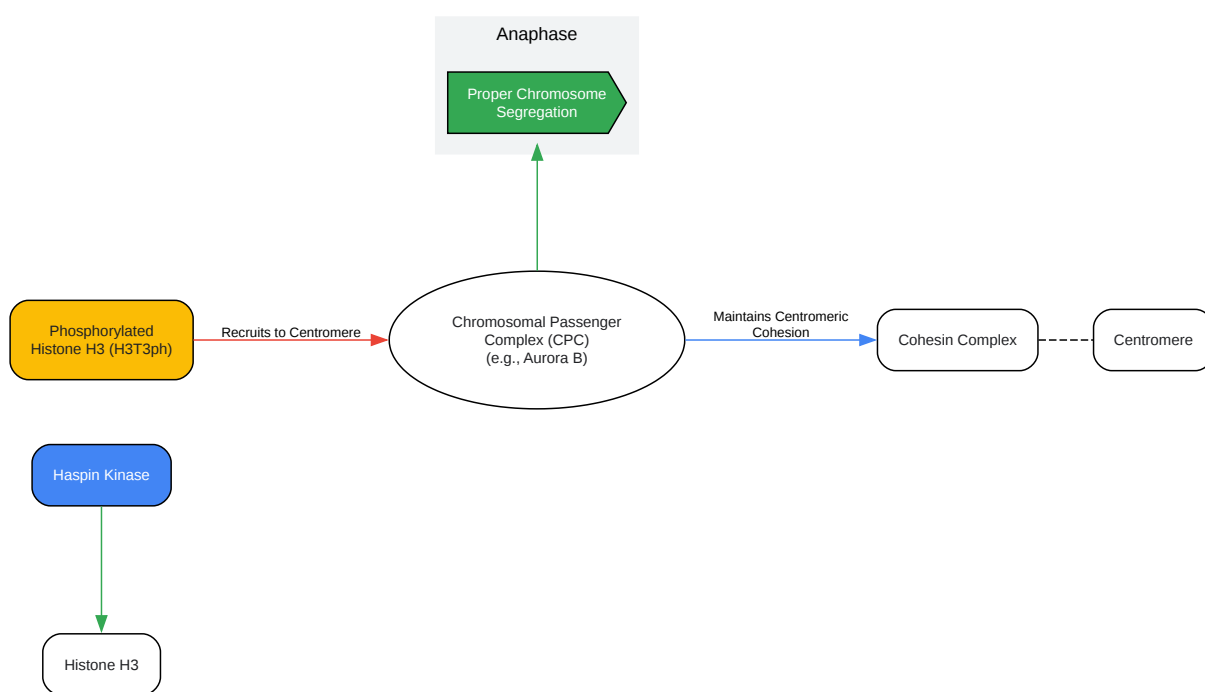 Anaphase
Proper Chromosome
Segregation
Phosphorylated
Histone H3 (H3T3ph)
Recruits to Centromere
Chromosomal Passenger
Complex (CPC)
(e.g., Aurora B)
Maintains Centromeric
Cohesion
Cohesin Complex
Centromere
Haspin Kinase
Histone H3